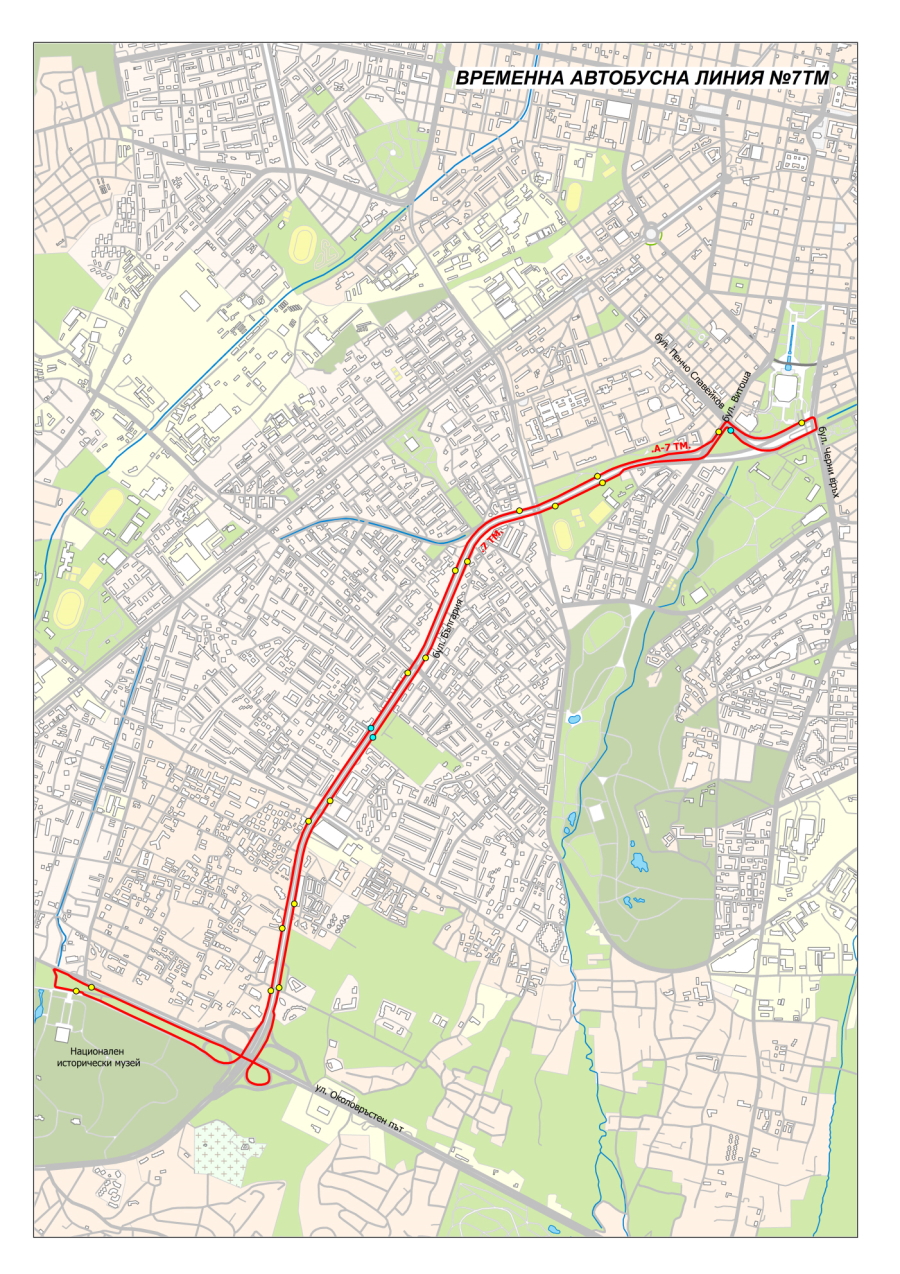 ВРЕМЕННА АВТОБУСНА ЛИНИЯ №7ТМ
бул. Пенчо Славейков
бул. Витоша
бул. Черни връх
.А-7 ТМ.
.7 ТМ.
бул. България
Национален
исторически музей
ул. Околовръстен път